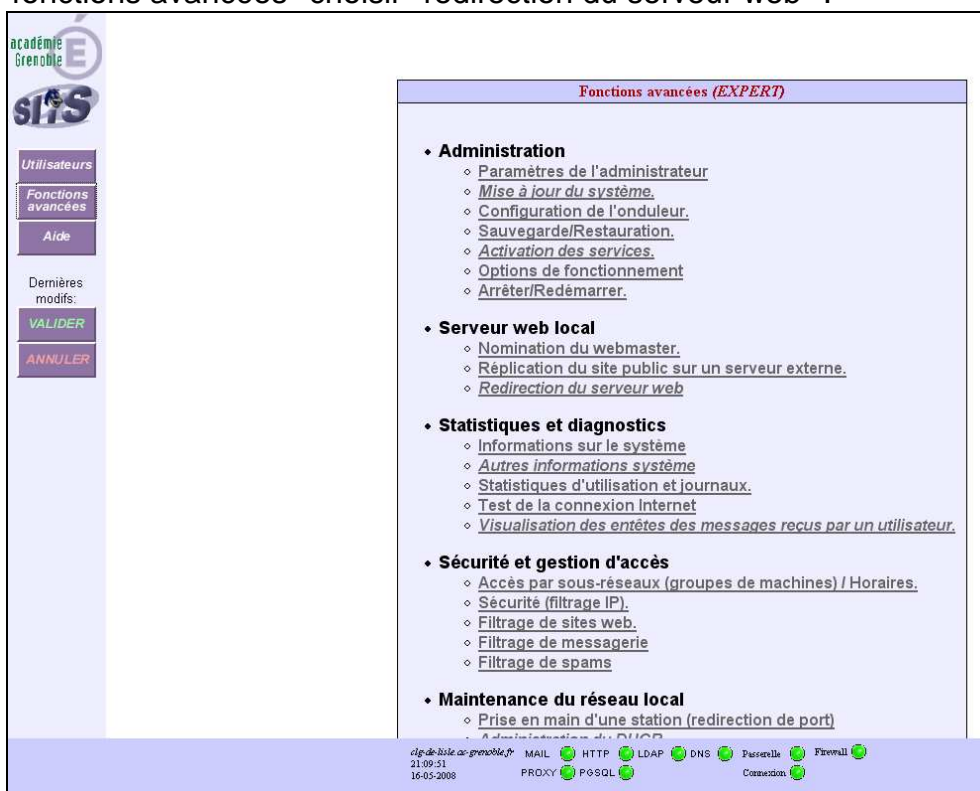 fonctions avancées" choisir "redirection du serveur web" :
académie
Grenoble
SLIS
Utilisateurs
Fonctions
avancées
Aide
Dernières
modifs:
VALIDER
ANNULER
Fonctions avancées (EXPERT)
Administration
Paramètres de l'administrateur
Mise à jour du système.
Configuration de l'onduleur.
Sauvegarde/Restauration.
Activation des services.
Options de fonctionnement
Arrêter/Redémarrer.
Serveur web local
Nomination du webmaster.
Réplication du site public sur un serveur externe.
Redirection du serveur web
Statistiques et diagnostics
Informations sur le système
Autres informations système
Statistiques d'utilisation et journaux.
Test de la connexion Internet
Visualisation des entêtes des messages reçus par un utilisateur.
Sécurité et gestion d'accès
Accès par sous-réseaux (groupes de machines) / Horaires.
Sécurité (filtrage IP).
Filtrage de sites web.
Filtrage de messagerie
Filtrage de spams
Maintenance du réseau local
Prise en main d'une station (redirection de port)
Administration du DHCP
clg-de-lisle.ac-grenoble.fr MAIL HTTP LDAP DNS Passerelle Firewall
21:09:51
16-05-2008 PROXY PGSQL Connexion